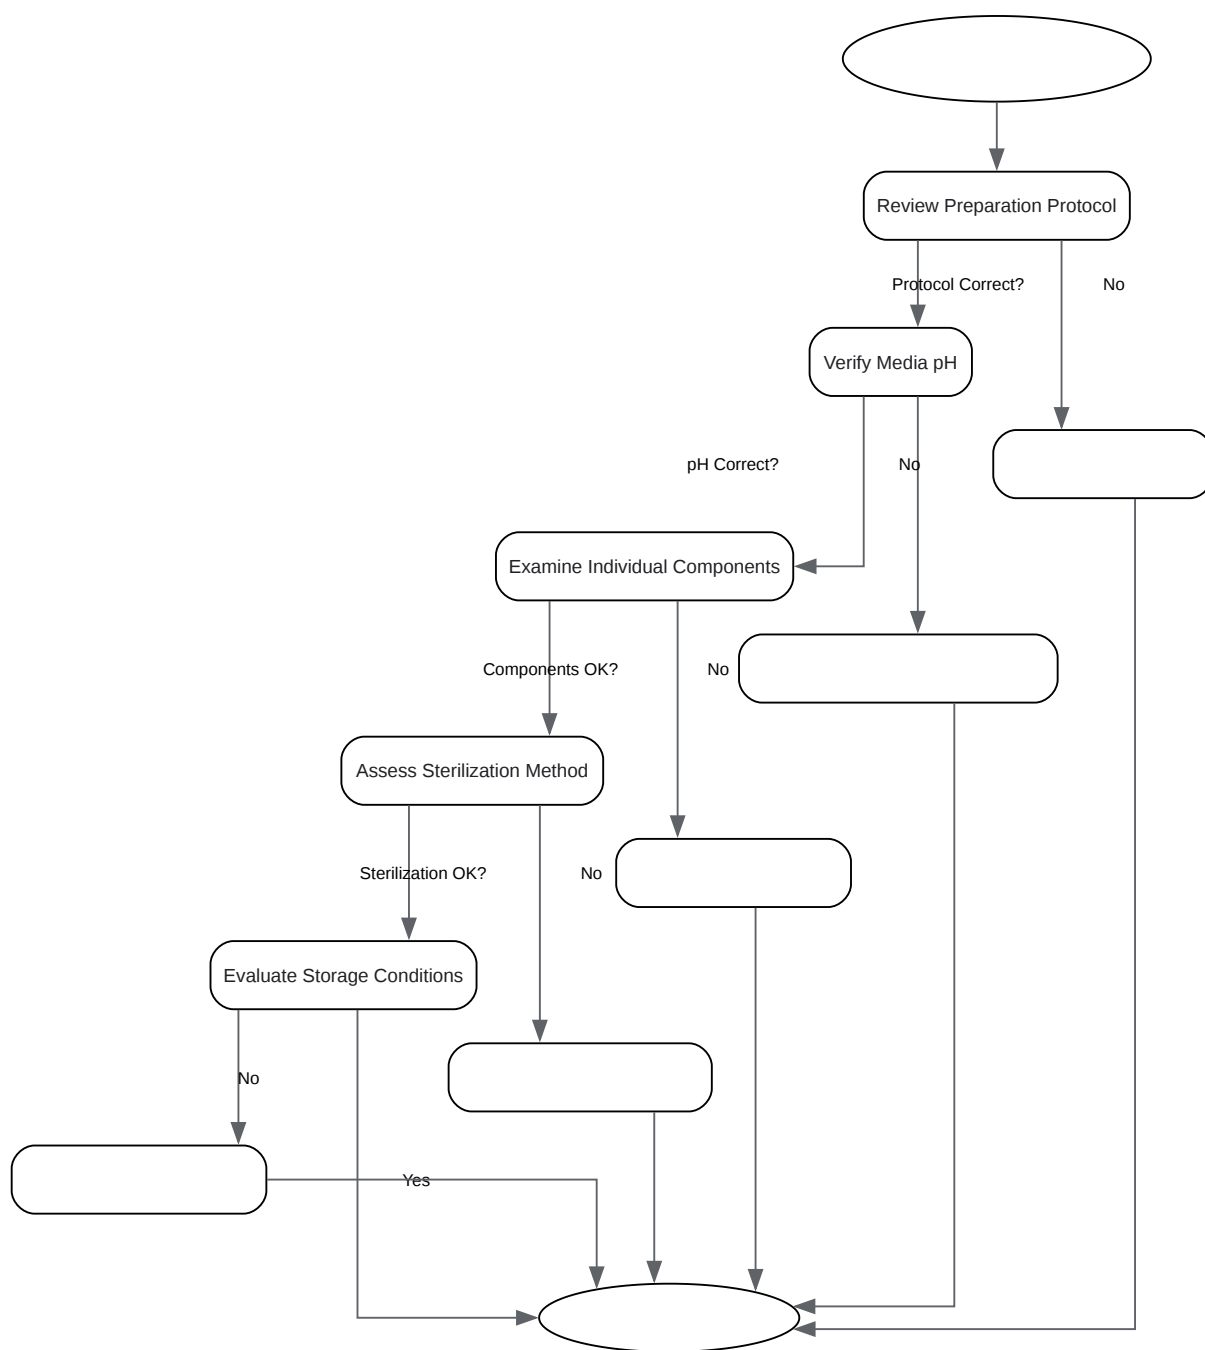 Review Preparation Protocol
Protocol Correct?
No
Verify Media pH
pH Correct?
No
Examine Individual Components
Components OK?
No
Assess Sterilization Method
Sterilization OK?
No
Evaluate Storage Conditions
No
Yes